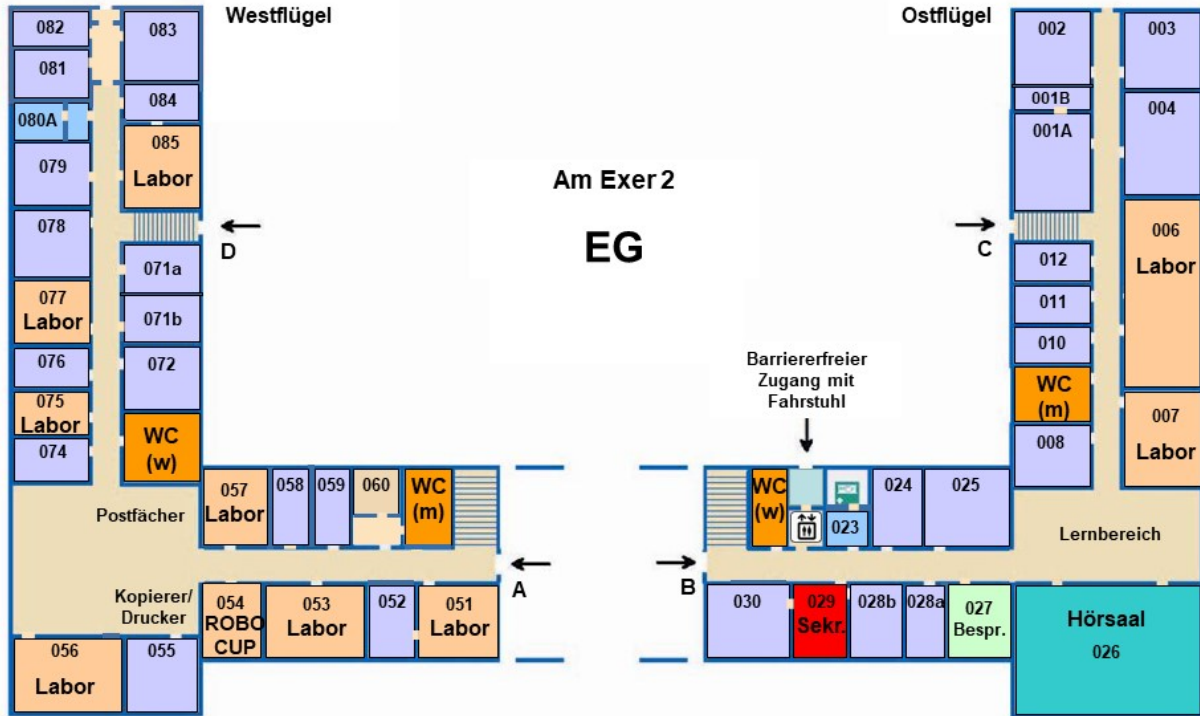 Westflügel
Ostflügel
Am Exer 2
EG
082
083
081
084
080A
085
Labor
079
078
D
071a
077
Labor
071b
076
072
075
Labor
074
WC
(w)
Postfächer
057
Labor
058
059
060
WC
(m)
A
Kopierer/
Drucker
054
ROBO
CUP
053
Labor
052
051
Labor
056
Labor
055
002
003
001B
001A
004
C
006
Labor
012
011
010
WC
(m)
007
Labor
008
Barriererfreier
Zugang mit
Fahrstuhl
WC
(w)
023
024
025
Lernbereich
B
030
029
Sekr.
028b
028a
027
Bespr.
Hörsaal
026